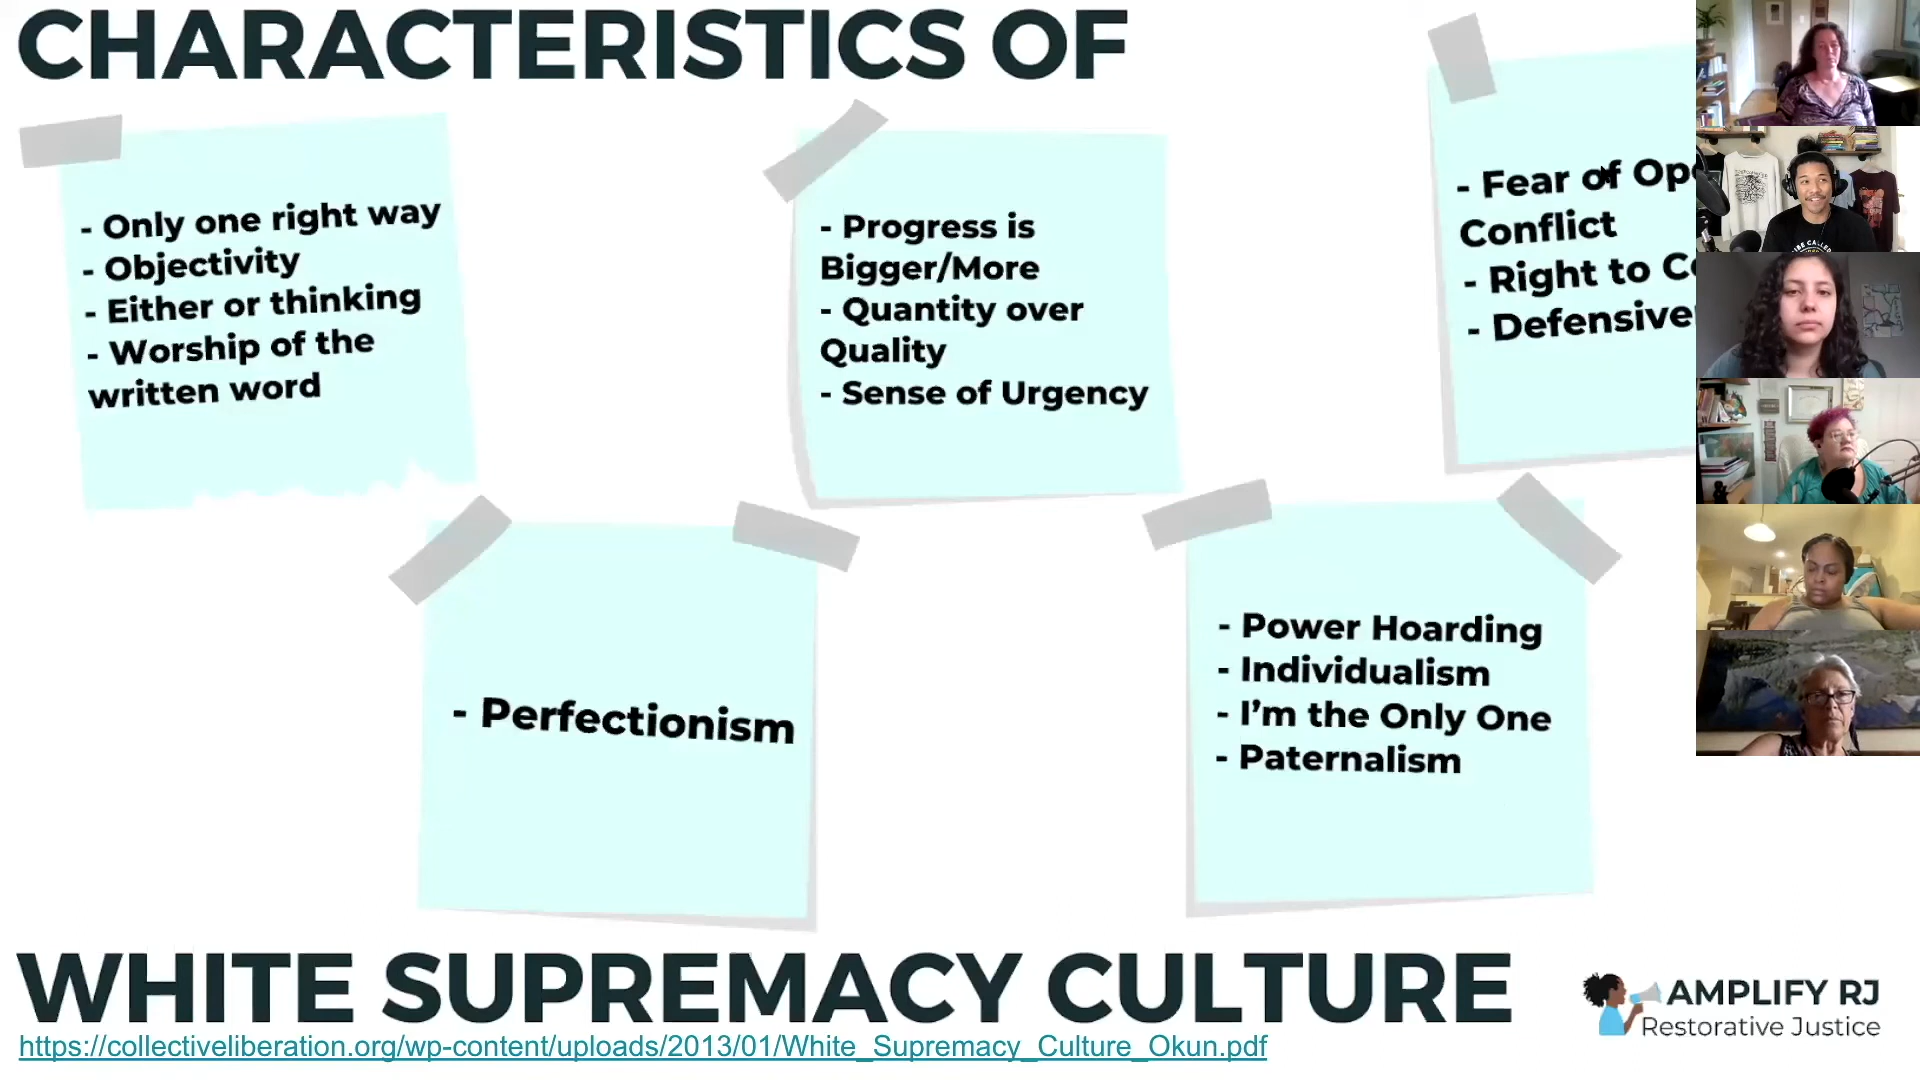 CHARACTERISTICS OF
- Only one right way
- Objectivity
- Either or thinking
- Worship of the
written word
- Progress is
Bigger/More
- Quantity over
Quality
- Sense of Urgency
- Fear of
Conflict
- Right to
- Perfectionism
- Power Hoarding
- Individualism
- I'm the Only One
- Paternalism
WHITE SUPREMACY CULTURE
https://collectiveliberation.org/wp-content/uploads/2013/01/White_Supremacy_Culture_Okun.pdf
AMPLIFY RJ
Restorative Justice